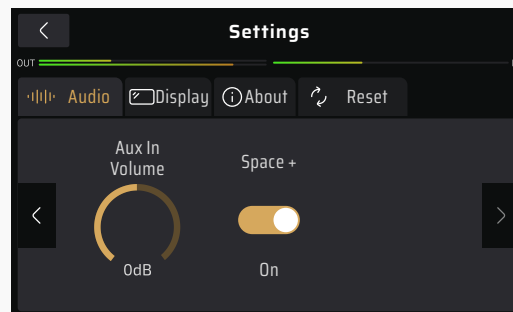 Settings
OUT
Audio Display About Reset
Aux In
Volume
Space +
0dB
On